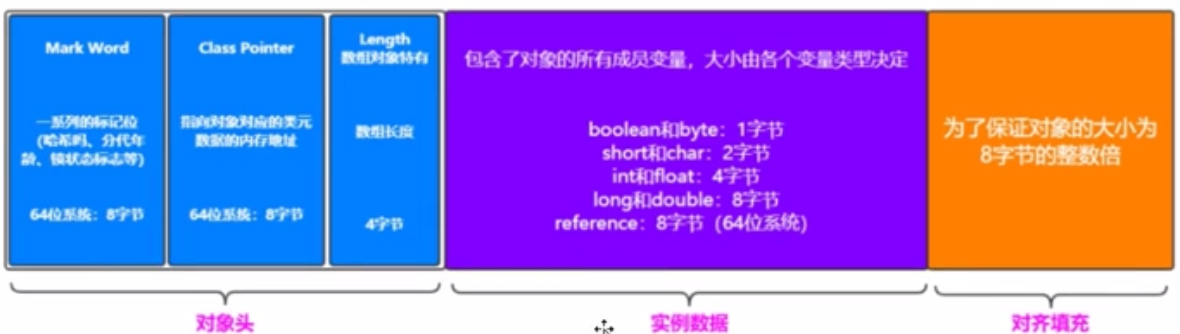 Mark Word
一系列的标记位
(哈希码、分代年
龄、锁状态标志等)
64位系统：8字节
Class Pointer
指向对象对应的类元
数据的内存地址
64位系统：8字节
Length
数组对象特有
数组长度
4字节
包含了对象的所有成员变量，大小由各个变量类型决定
boolean和byte：1字节
short和char：2字节
int和float：4字节
long和double：8字节
reference：8字节（64位系统）
为了保证对象的大小为
8字节的整数倍
对象头
实例数据
对齐填充